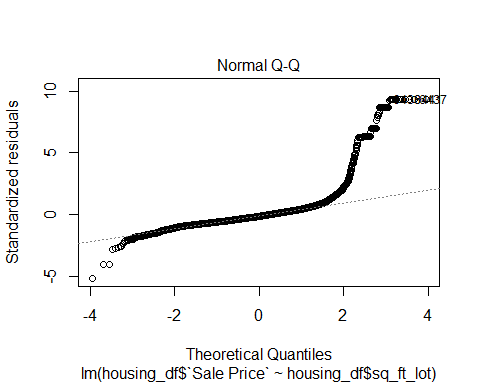 Normal Q-Q
Standardized residuals
10
5
0
-5
-4
-2
0
2
4
Theoretical Quantiles
lm(housing_df$`Sale Price` ~ housing_df$sq_ft_lot)